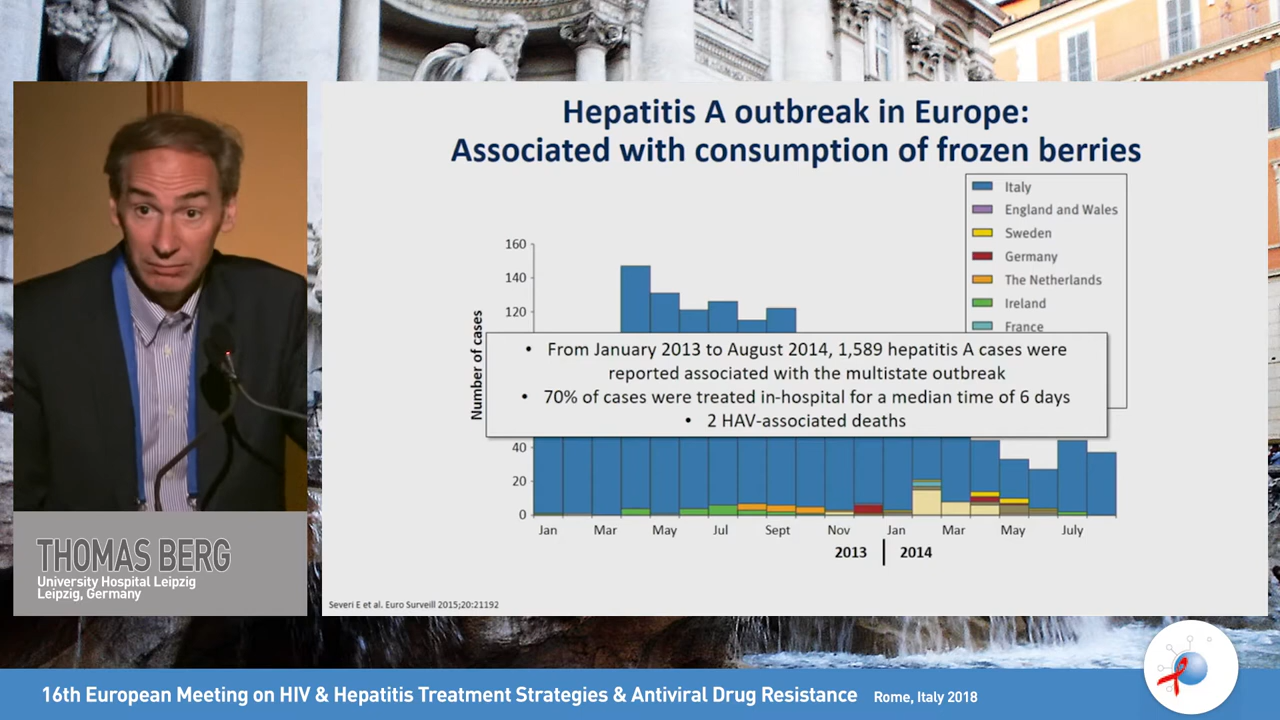 Hepatitis A outbreak in Europe:
Associated with consumption of frozen berries
Italy
England and Wales
Sweden
Germany
The Netherlands
Ireland
France
160
140
120
Number of cases
• From January 2013 to August 2014, 1,589 hepatitis A cases were
reported associated with the multistate outbreak
• 70% of cases were treated in-hospital for a median time of 6 days
• 2 HAV-associated deaths
40
20
0
Jan Mar May Jul Sept Nov Jan Mar May July
2013 2014
Severi E et al. Euro Surveill 2015;20:21192
THOMAS BERG
University Hospital Leipzig
Leipzig, Germany
16th European Meeting on HIV & Hepatitis Treatment Strategies & Antiviral Drug Resistance Rome, Italy 2018